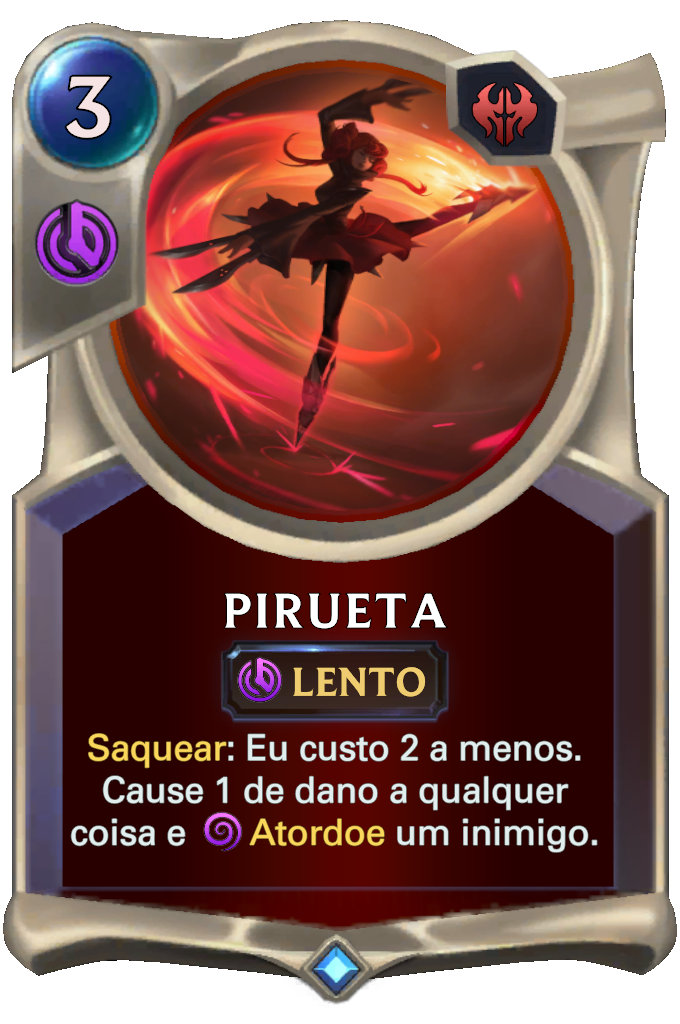 3
PIRUETA
LENTO
Saquear: Eu custo 2 a menos.
Cause 1 de dano a qualquer
coisa e Atordoe um inimigo.